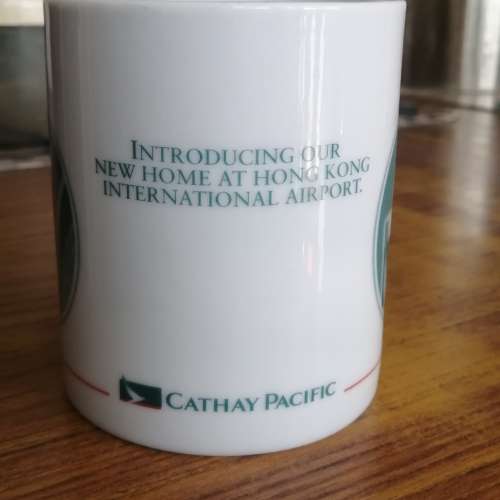 INTRODUCING OUR
NEW HOME AT HONG KONG
INTERNATIONAL AIRPORT.
CATHAY PACIFIC